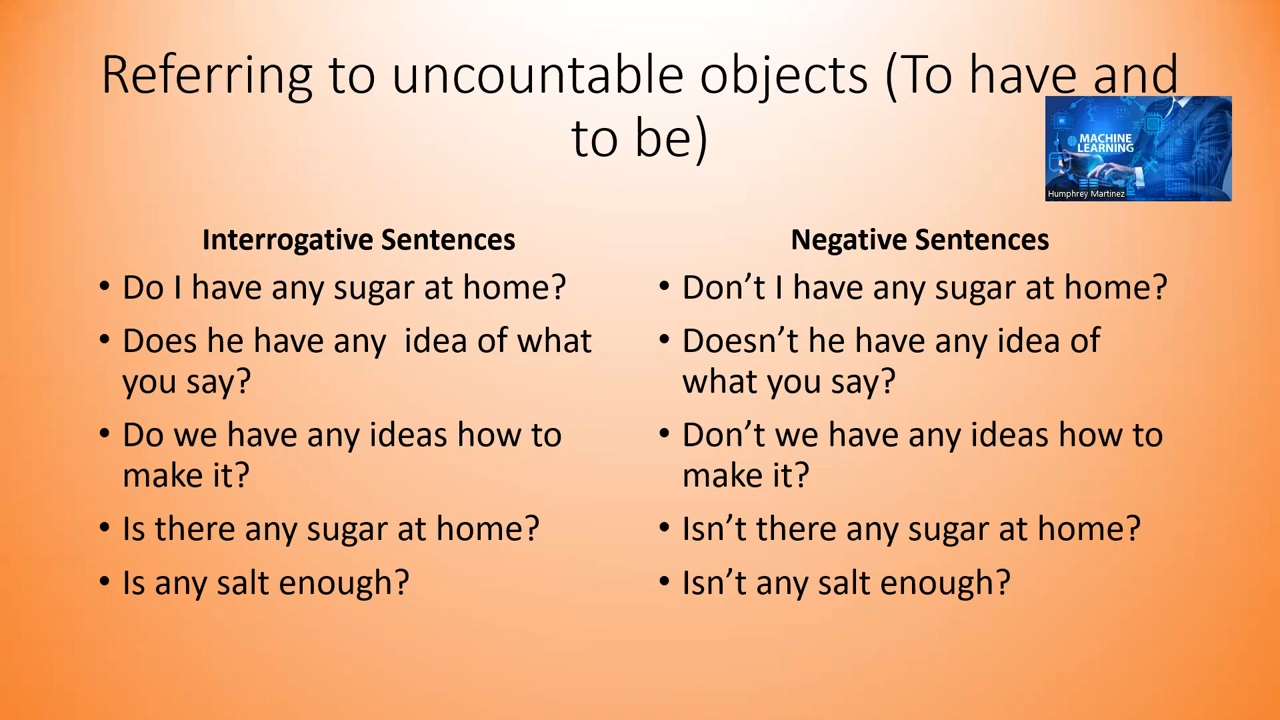 Referring to uncountable objects (To have and
to be)
MACHINE
LEARNING
Humphrey Martinez
Interrogative Sentences
• Do I have any sugar at home?
• Does he have any  idea of what
you say?
• Do we have any ideas how to
make it?
• Is there any sugar at home?
• Is any salt enough?
Negative Sentences
• Don’t I have any sugar at home?
• Doesn’t he have any idea of
what you say?
• Don’t we have any ideas how to
make it?
• Isn’t there any sugar at home?
• Isn’t any salt enough?